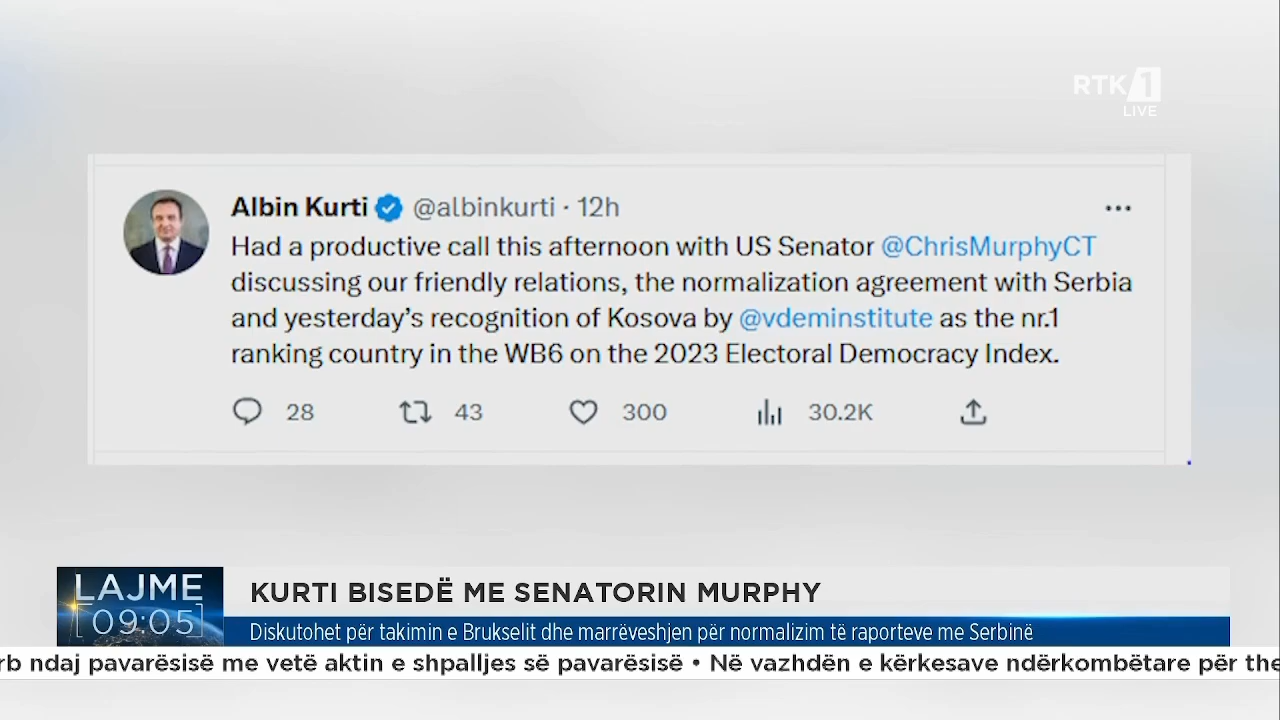 RTK 1
LIVE
Albin Kurti @albinkurti · 12h
Had a productive call this afternoon with US Senator @ChrisMurphyCT
discussing our friendly relations, the normalization agreement with Serbia
and yesterday’s recognition of Kosova by @vdeminstitute as the nr.1
ranking country in the WB6 on the 2023 Electoral Democracy Index.
28 43 300 30.2K
LAJME
09:05
KURTI BISEDË ME SENATORIN MURPHY
Diskutohet për takimin e Brukselit dhe marrëveshjen për normalizim të raporteve me Serbinë
rb ndaj pavarësisë me vetë aktin e shpalljes së pavarësisë • Në vazhdën e kërkesave ndërkombëtare për the